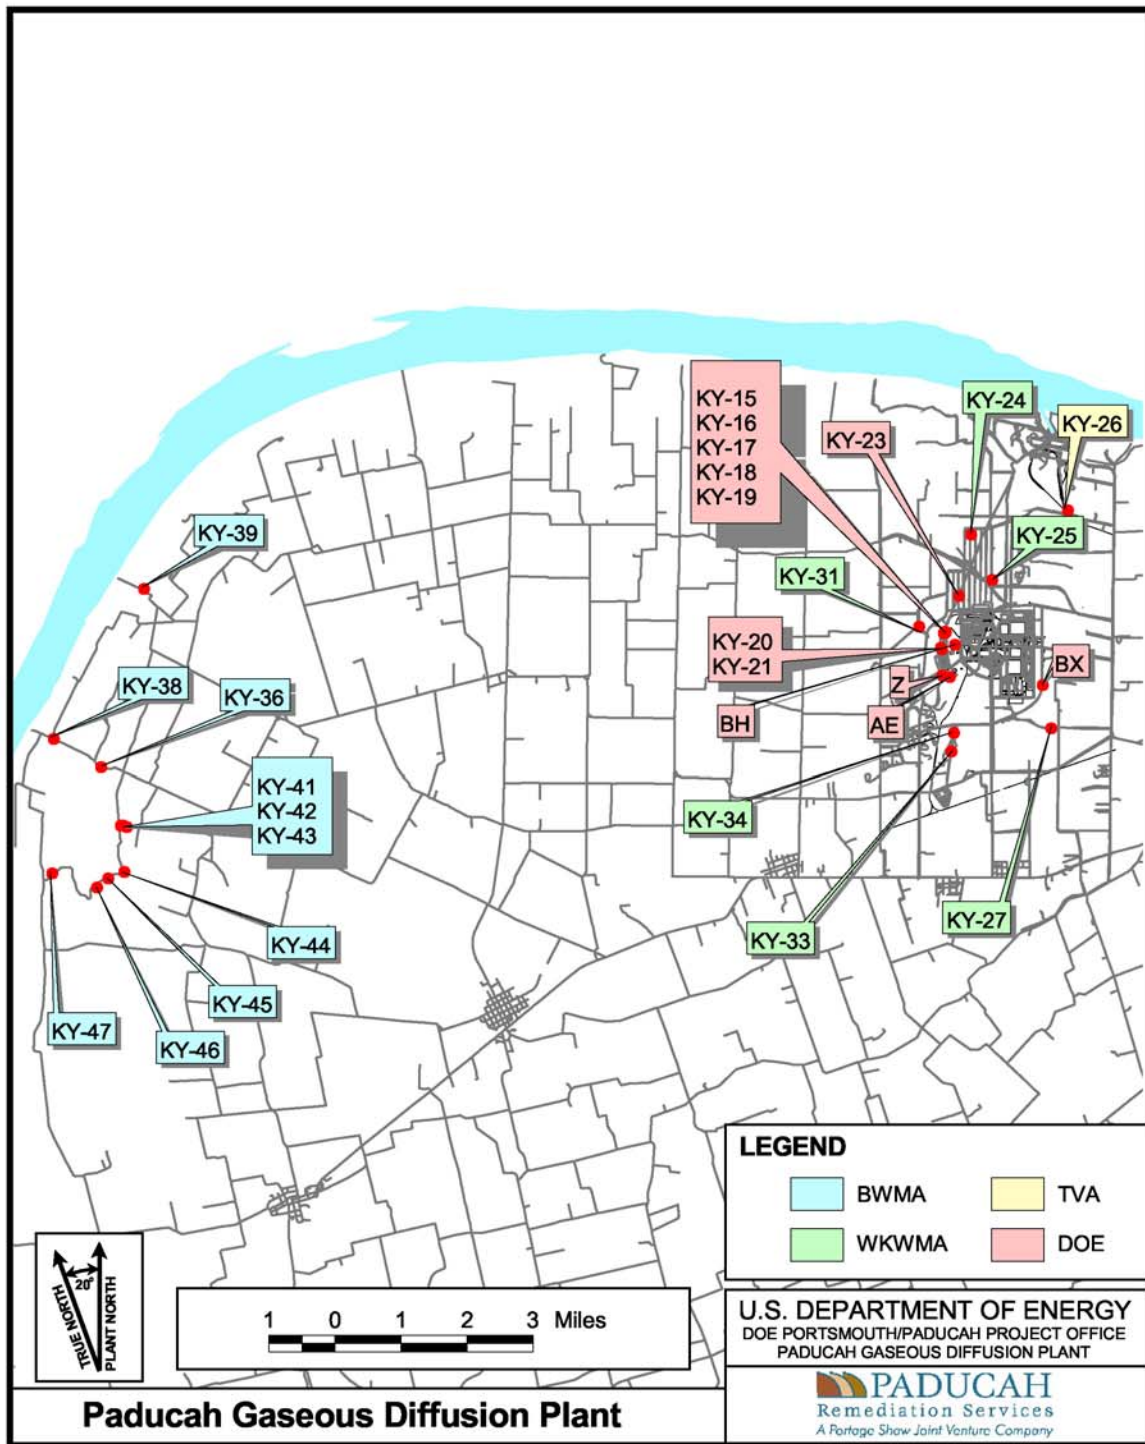 KY-15
KY-16
KY-17
KY-18
KY-19
KY-23
KY-24
KY-26
KY-25
KY-39
KY-31
KY-20
KY-21
BX
Z
BH
AE
KY-38
KY-36
KY-41
KY-42
KY-43
KY-34
KY-27
KY-33
KY-44
KY-45
KY-47
KY-46
LEGEND
BWMA
TVA
WKWMA
DOE
TRUE NORTH
20°
PLANT NORTH
1 0 1 2 3 Miles
U.S. DEPARTMENT OF ENERGY
DOE PORTSMOUTH/PADUCAH PROJECT OFFICE
PADUCAH GASEOUS DIFFUSION PLANT
PADUCAH
Remediation Services
A Portage Shaw Joint Venture Company
Paducah Gaseous Diffusion Plant